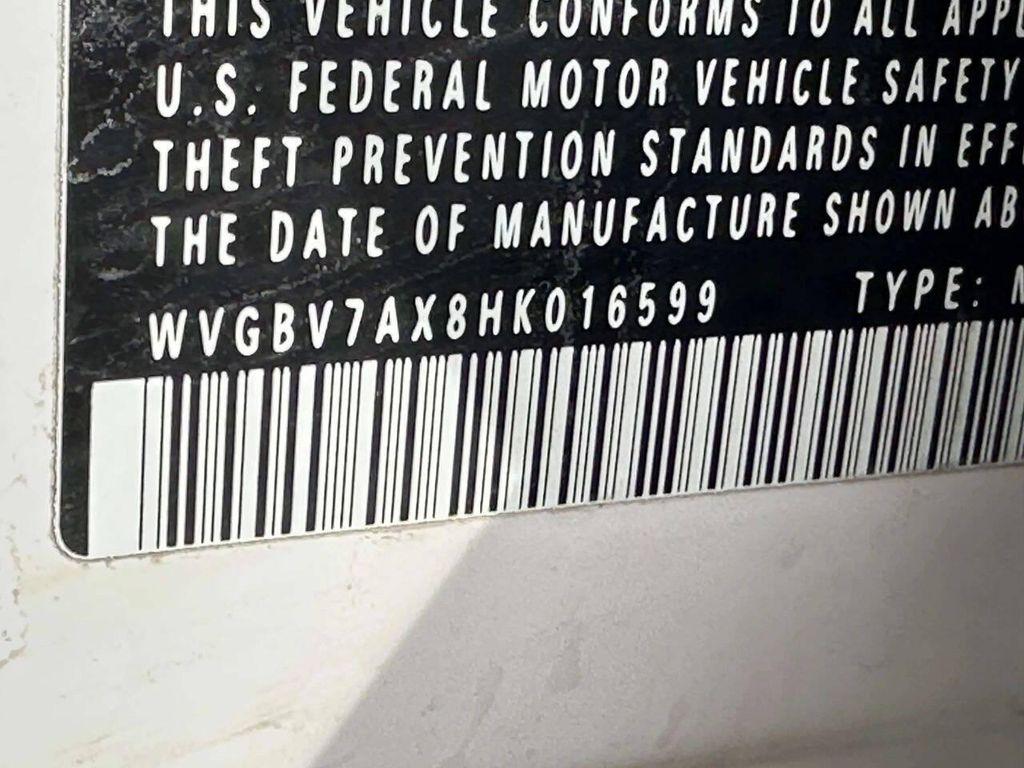 THIS VEHICLE CONFORMS TO ALL
U.S. FEDERAL MOTOR VEHICLE SAFETY
THEFT PREVENTION STANDARDS IN
THE DATE OF MANUFACTURE SHOWN
WVGBV7AX8HK016599 TYPE: